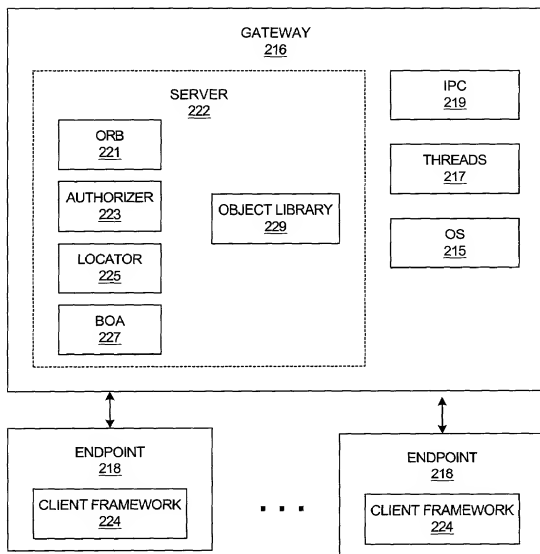 GATEWAY
216
SERVER
222
ORB
221
AUTHORIZER
223
LOCATOR
225
BOA
227
OBJECT LIBRARY
229
IPC
219
THREADS
217
OS
215
ENDPOINT
218
CLIENT FRAMEWORK
224
ENDPOINT
218
CLIENT FRAMEWORK
224